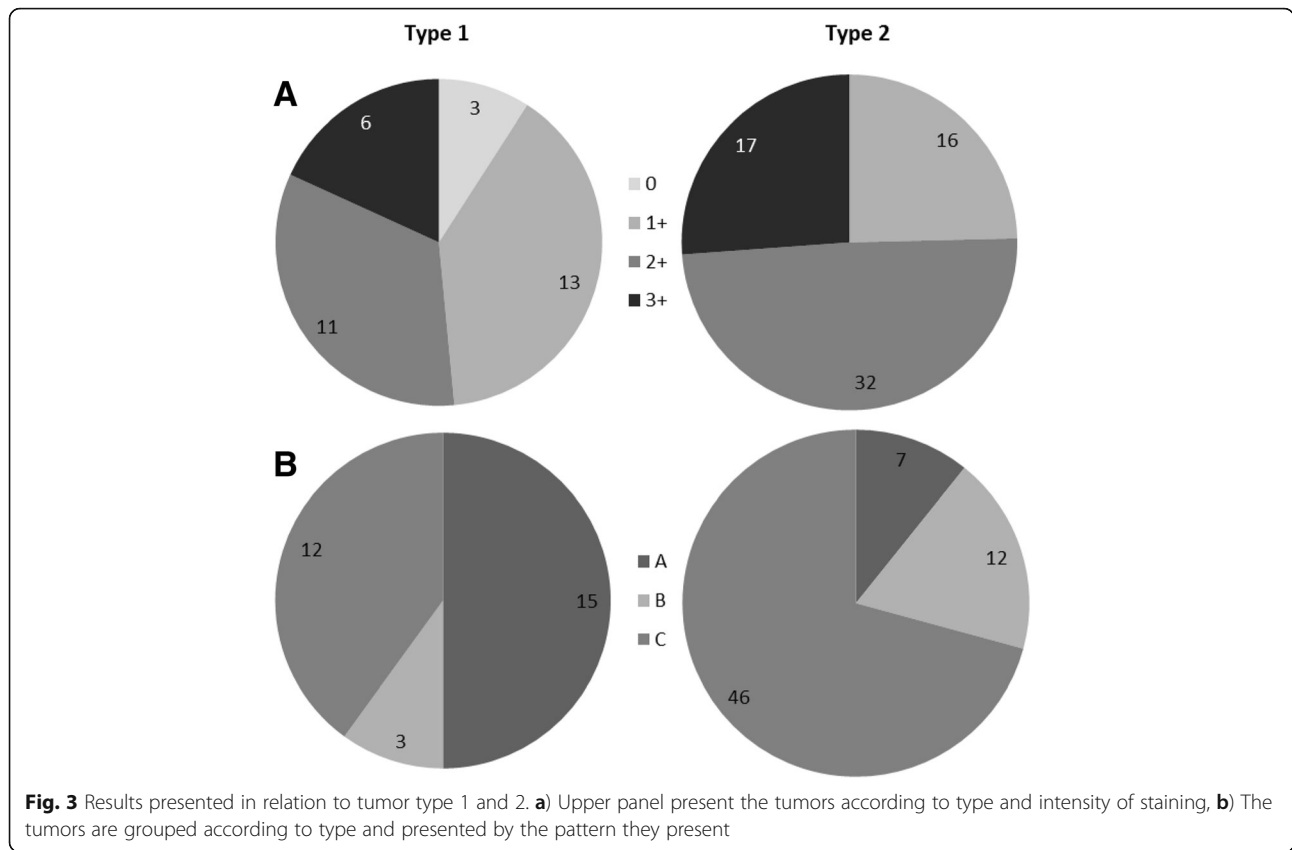 Type 1
Type 2
A
3
13
11
6
0
1+
2+
3+
16
32
17
B
15
3
12
A
B
C
7
12
46
Fig. 3 Results presented in relation to tumor type 1 and 2. a) Upper panel present the tumors according to type and intensity of staining, b) The
tumors are grouped according to type and presented by the pattern they present